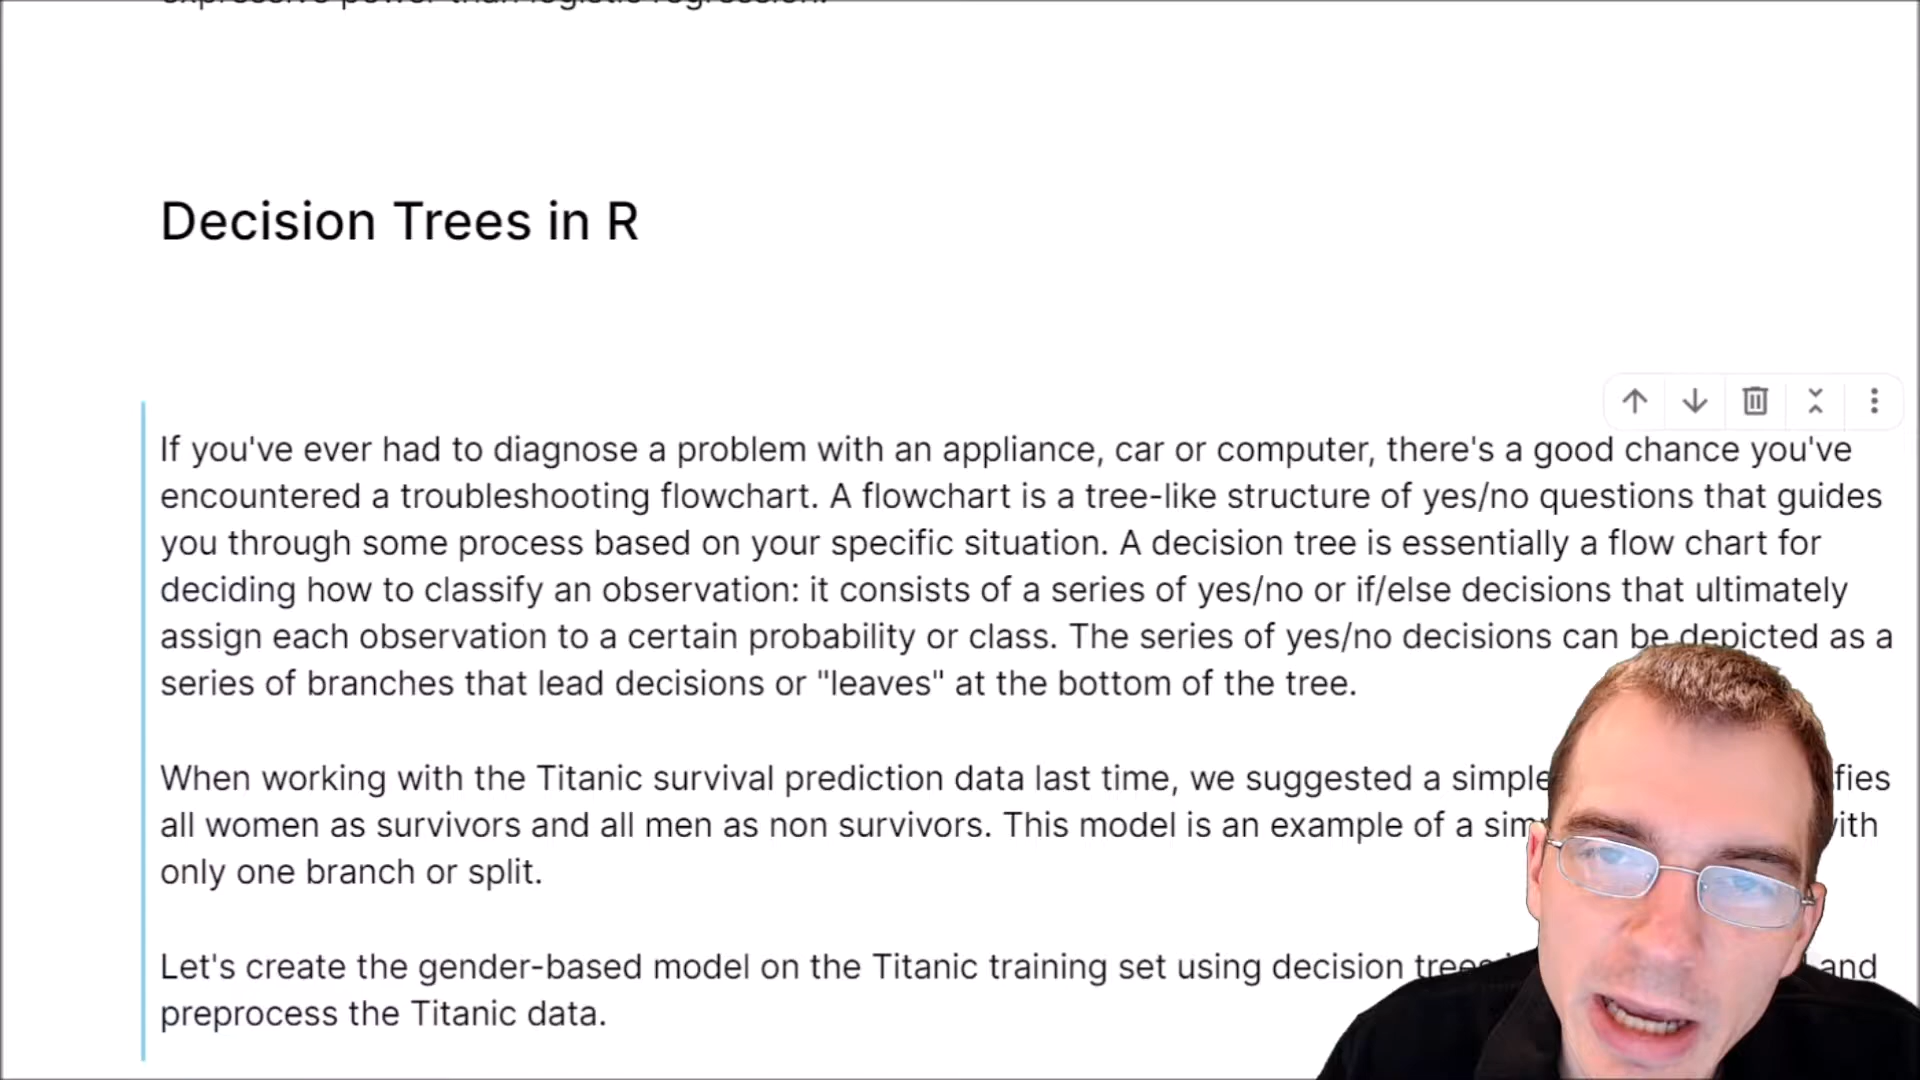 expressive power than logistic regression.
Decision Trees in R
If you've ever had to diagnose a problem with an appliance, car or computer, there's a good chance you've
encountered a troubleshooting flowchart. A flowchart is a tree-like structure of yes/no questions that guides
you through some process based on your specific situation. A decision tree is essentially a flow chart for
deciding how to classify an observation: it consists of a series of yes/no or if/else decisions that ultimately
assign each observation to a certain probability or class. The series of yes/no decisions can be depicted as a
series of branches that lead decisions or "leaves" at the bottom of the tree.
When working with the Titanic survival prediction data last time, we suggested a simple
all women as survivors and all men as non survivors. This model is an example of a
only one branch or split.
Let's create the gender-based model on the Titanic training set using decision trees and
preprocess the Titanic data.